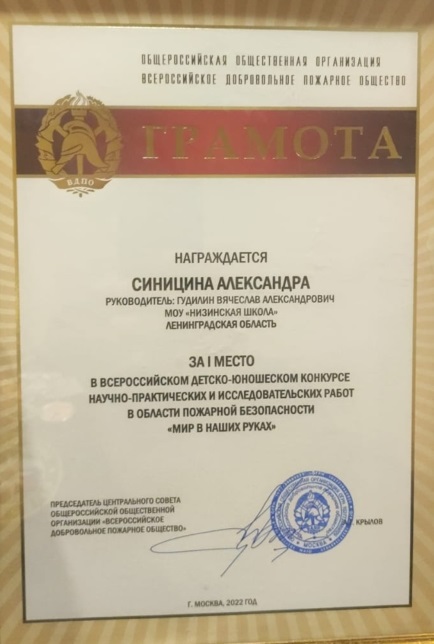 ОБЩЕРОССИЙСКАЯ ОБЩЕСТВЕННАЯ ОРГАНИЗАЦИЯ
ВСЕРОССИЙСКОЕ ДОБРОВОЛЬНОЕ ПОЖАРНОЕ ОБЩЕСТВО
ГРАМОТА
ВДПО
НАГРАЖДАЕТСЯ
СИНИЦИНА АЛЕКСАНДРА
РУКОВОДИТЕЛЬ: ГУДИЛИН ВЯЧЕСЛАВ АЛЕКСАНДРОВИЧ
МОУ «НИЗИНСКАЯ ШКОЛА»
ЛЕНИНГРАДСКАЯ ОБЛАСТЬ
ЗА I МЕСТО
В ВСЕРОССИЙСКОМ ДЕТСКО-ЮНОШЕСКОМ КОНКУРСЕ
НАУЧНО-ПРАКТИЧЕСКИХ И ИССЛЕДОВАТЕЛЬСКИХ РАБОТ
В ОБЛАСТИ ПОЖАРНОЙ БЕЗОПАСНОСТИ
«МИР В НАШИХ РУКАХ»
ПРЕДСЕДАТЕЛЬ ЦЕНТРАЛЬНОГО СОВЕТА
ОБЩЕРОССИЙСКОЙ ОБЩЕСТВЕННОЙ
ОРГАНИЗАЦИИ «ВСЕРОССИЙСКОЕ
ДОБРОВОЛЬНОЕ ПОЖАРНОЕ ОБЩЕСТВО»
КРЫЛОВ
МОСКВА
Г. МОСКВА, 2022 ГОД